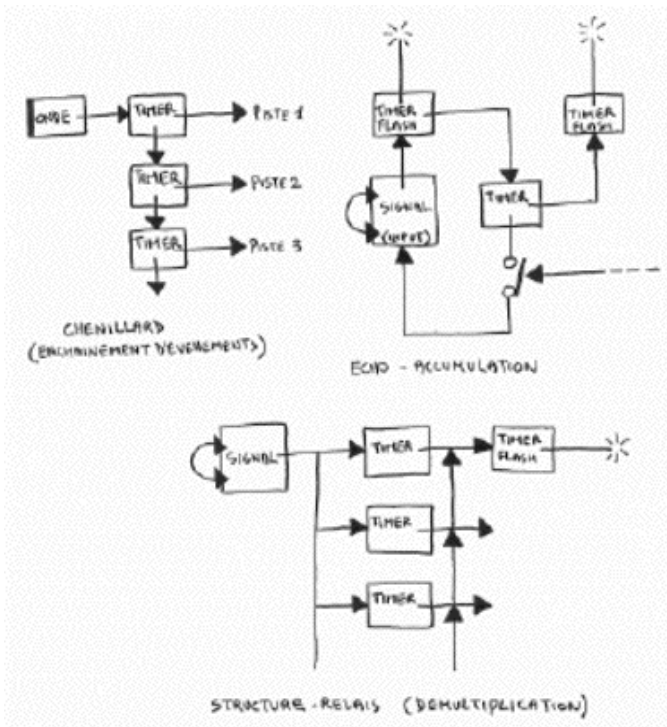 ONDE
TIMER
PISTE 1
TIMER
PISTE 2
TIMER
PISTE 3
CHENILLARD
(ENCHAINEMENT D'ÉVENEMENTS)
TIMER
FLASH
TIMER
FLASH
SIGNAL
(INPUT)
TIMER
ECHO - ACCUMULATION
SIGNAL
TIMER
TIMER
FLASH
TIMER
TIMER
STRUCTURE - RELAIS (DEMULTIPLICATION)